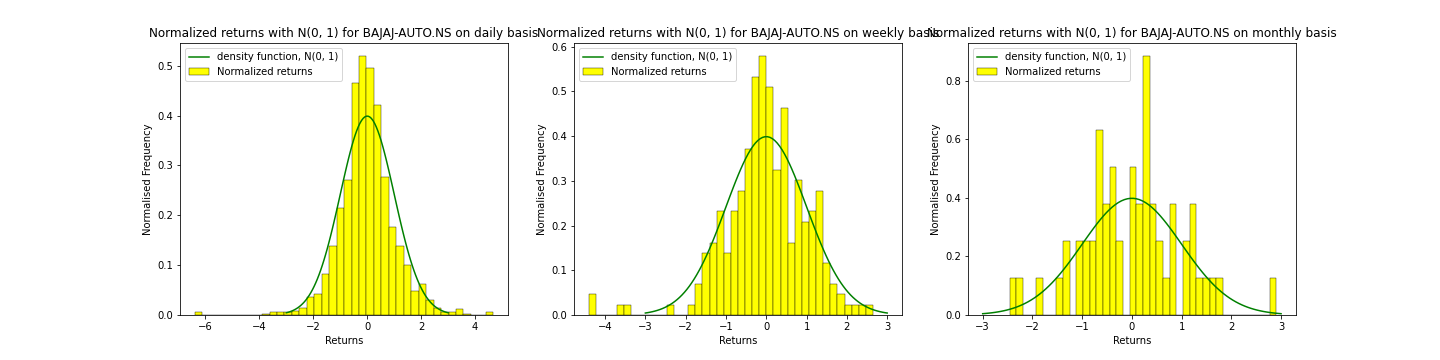 Normalized returns with N(0, 1) for BAJAJ-AUTO.NS on daily basis
density function, N(0, 1)
Normalized returns
Normalised Frequency
0.5
0.4
0.3
0.2
0.1
0.0
−6 −4 −2 0 2 4
Returns
Normalized returns with N(0, 1) for BAJAJ-AUTO.NS on weekly basis
density function, N(0, 1)
Normalized returns
Normalised Frequency
0.6
0.5
0.4
0.3
0.2
0.1
0.0
−4 −3 −2 −1 0 1 2 3
Returns
Normalized returns with N(0, 1) for BAJAJ-AUTO.NS on monthly basis
density function, N(0, 1)
Normalized returns
Normalised Frequency
0.8
0.6
0.4
0.2
0.0
−3 −2 −1 0 1 2 3
Returns